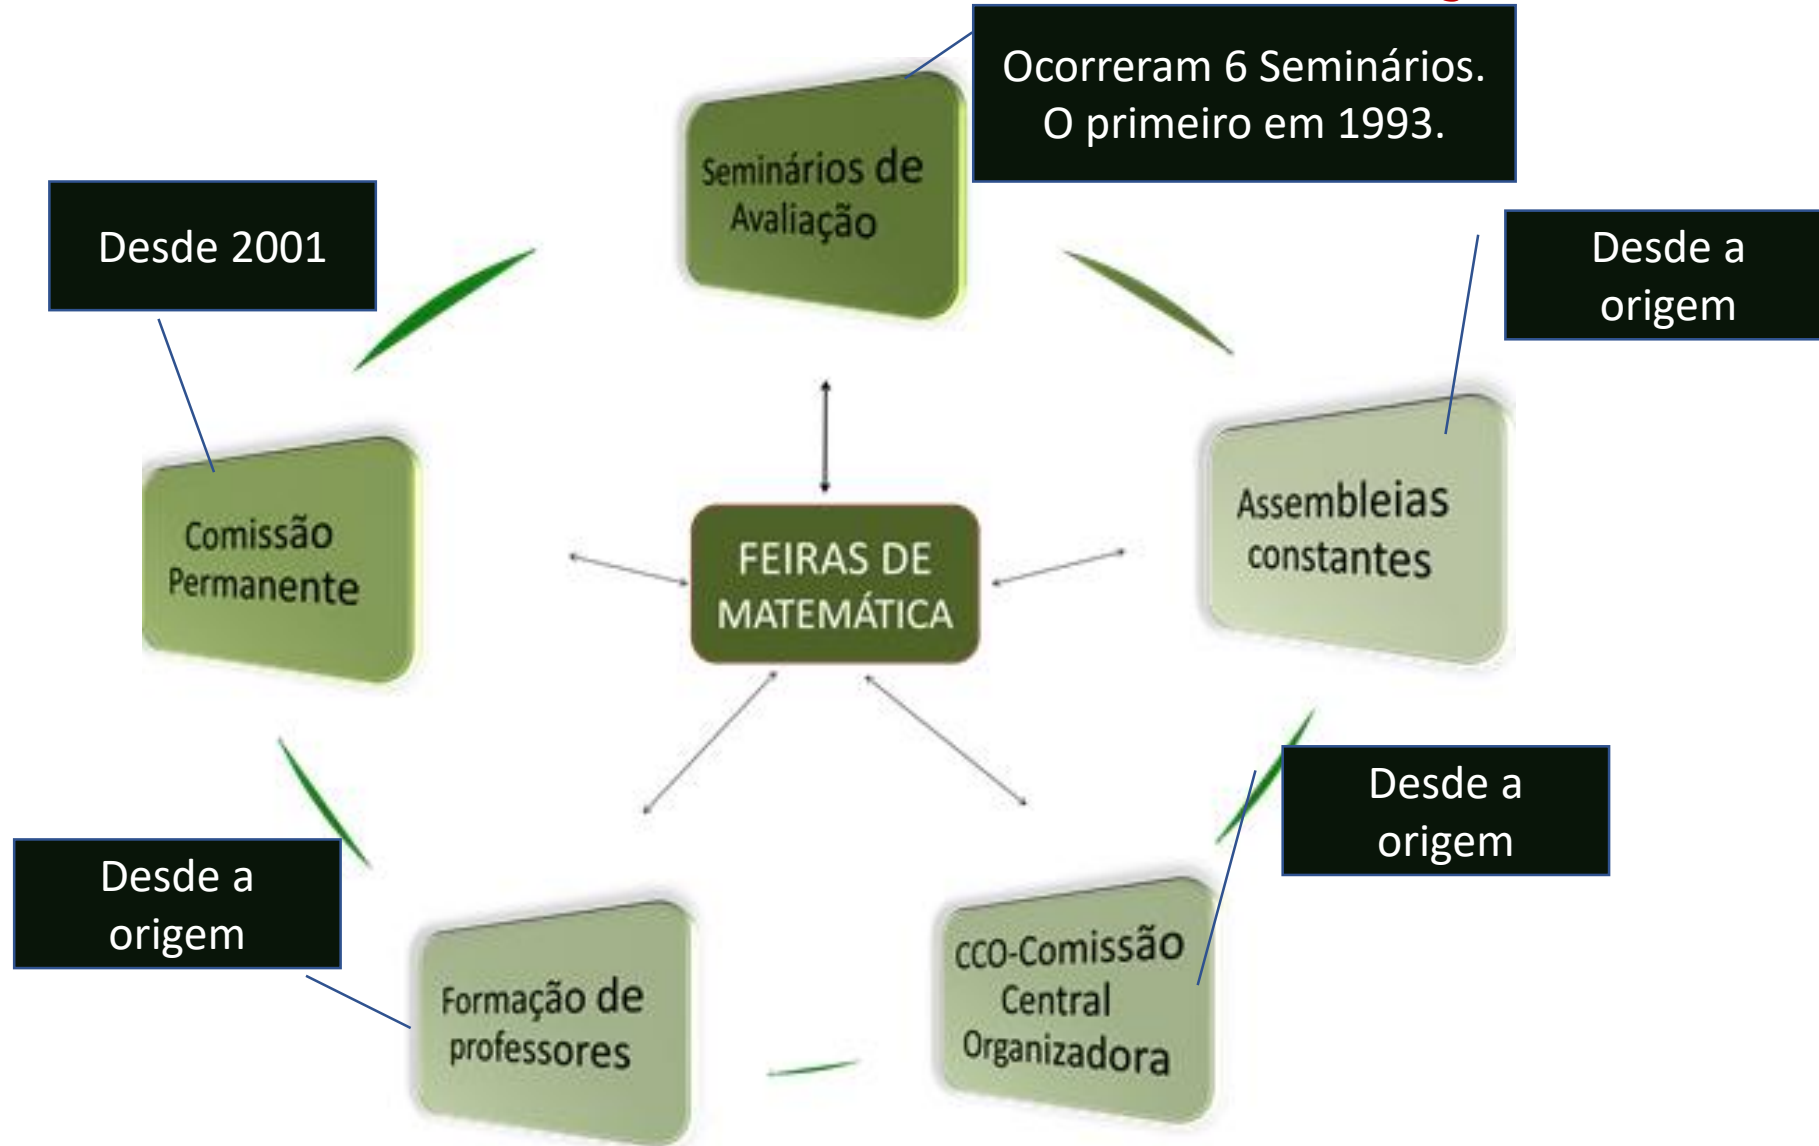 Ocorreram 6 Seminários.
O primeiro em 1993.
Seminários de
Avaliação
Desde 2001
Desde a
origem
Comissão
Permanente
FEIRAS DE
MATEMÁTICA
Assembleias
constantes
Desde a
origem
Desde a
origem
Formação de
professores
CCO-Comissão
Central
Organizadora